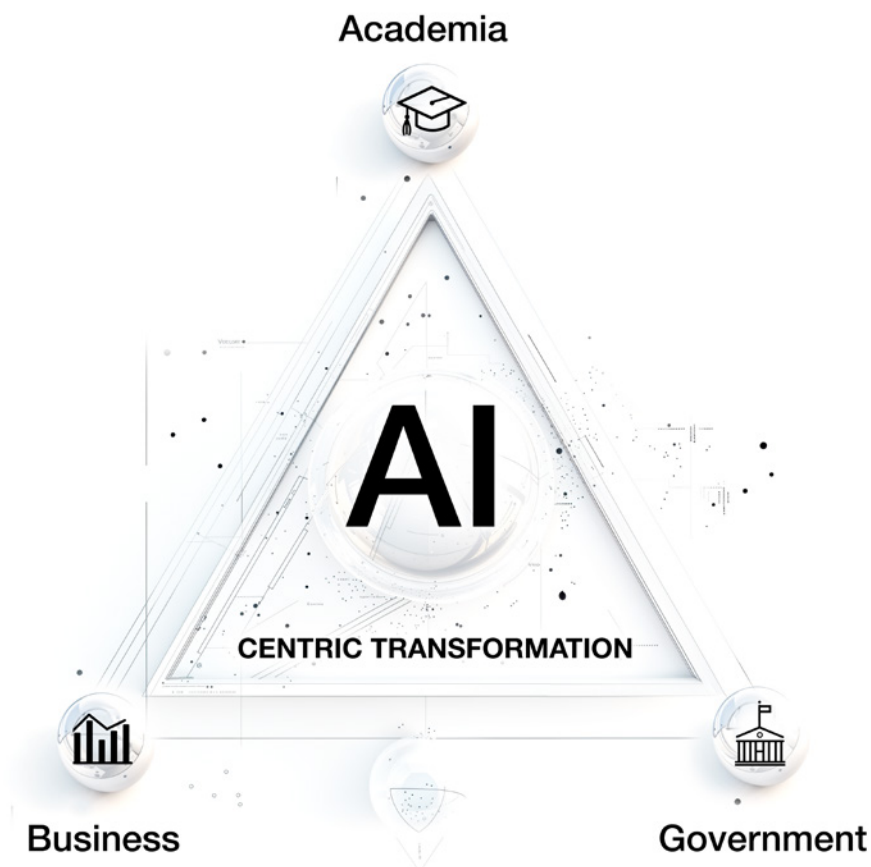 Academia
AI
CENTRIC TRANSFORMATION
Business
Government